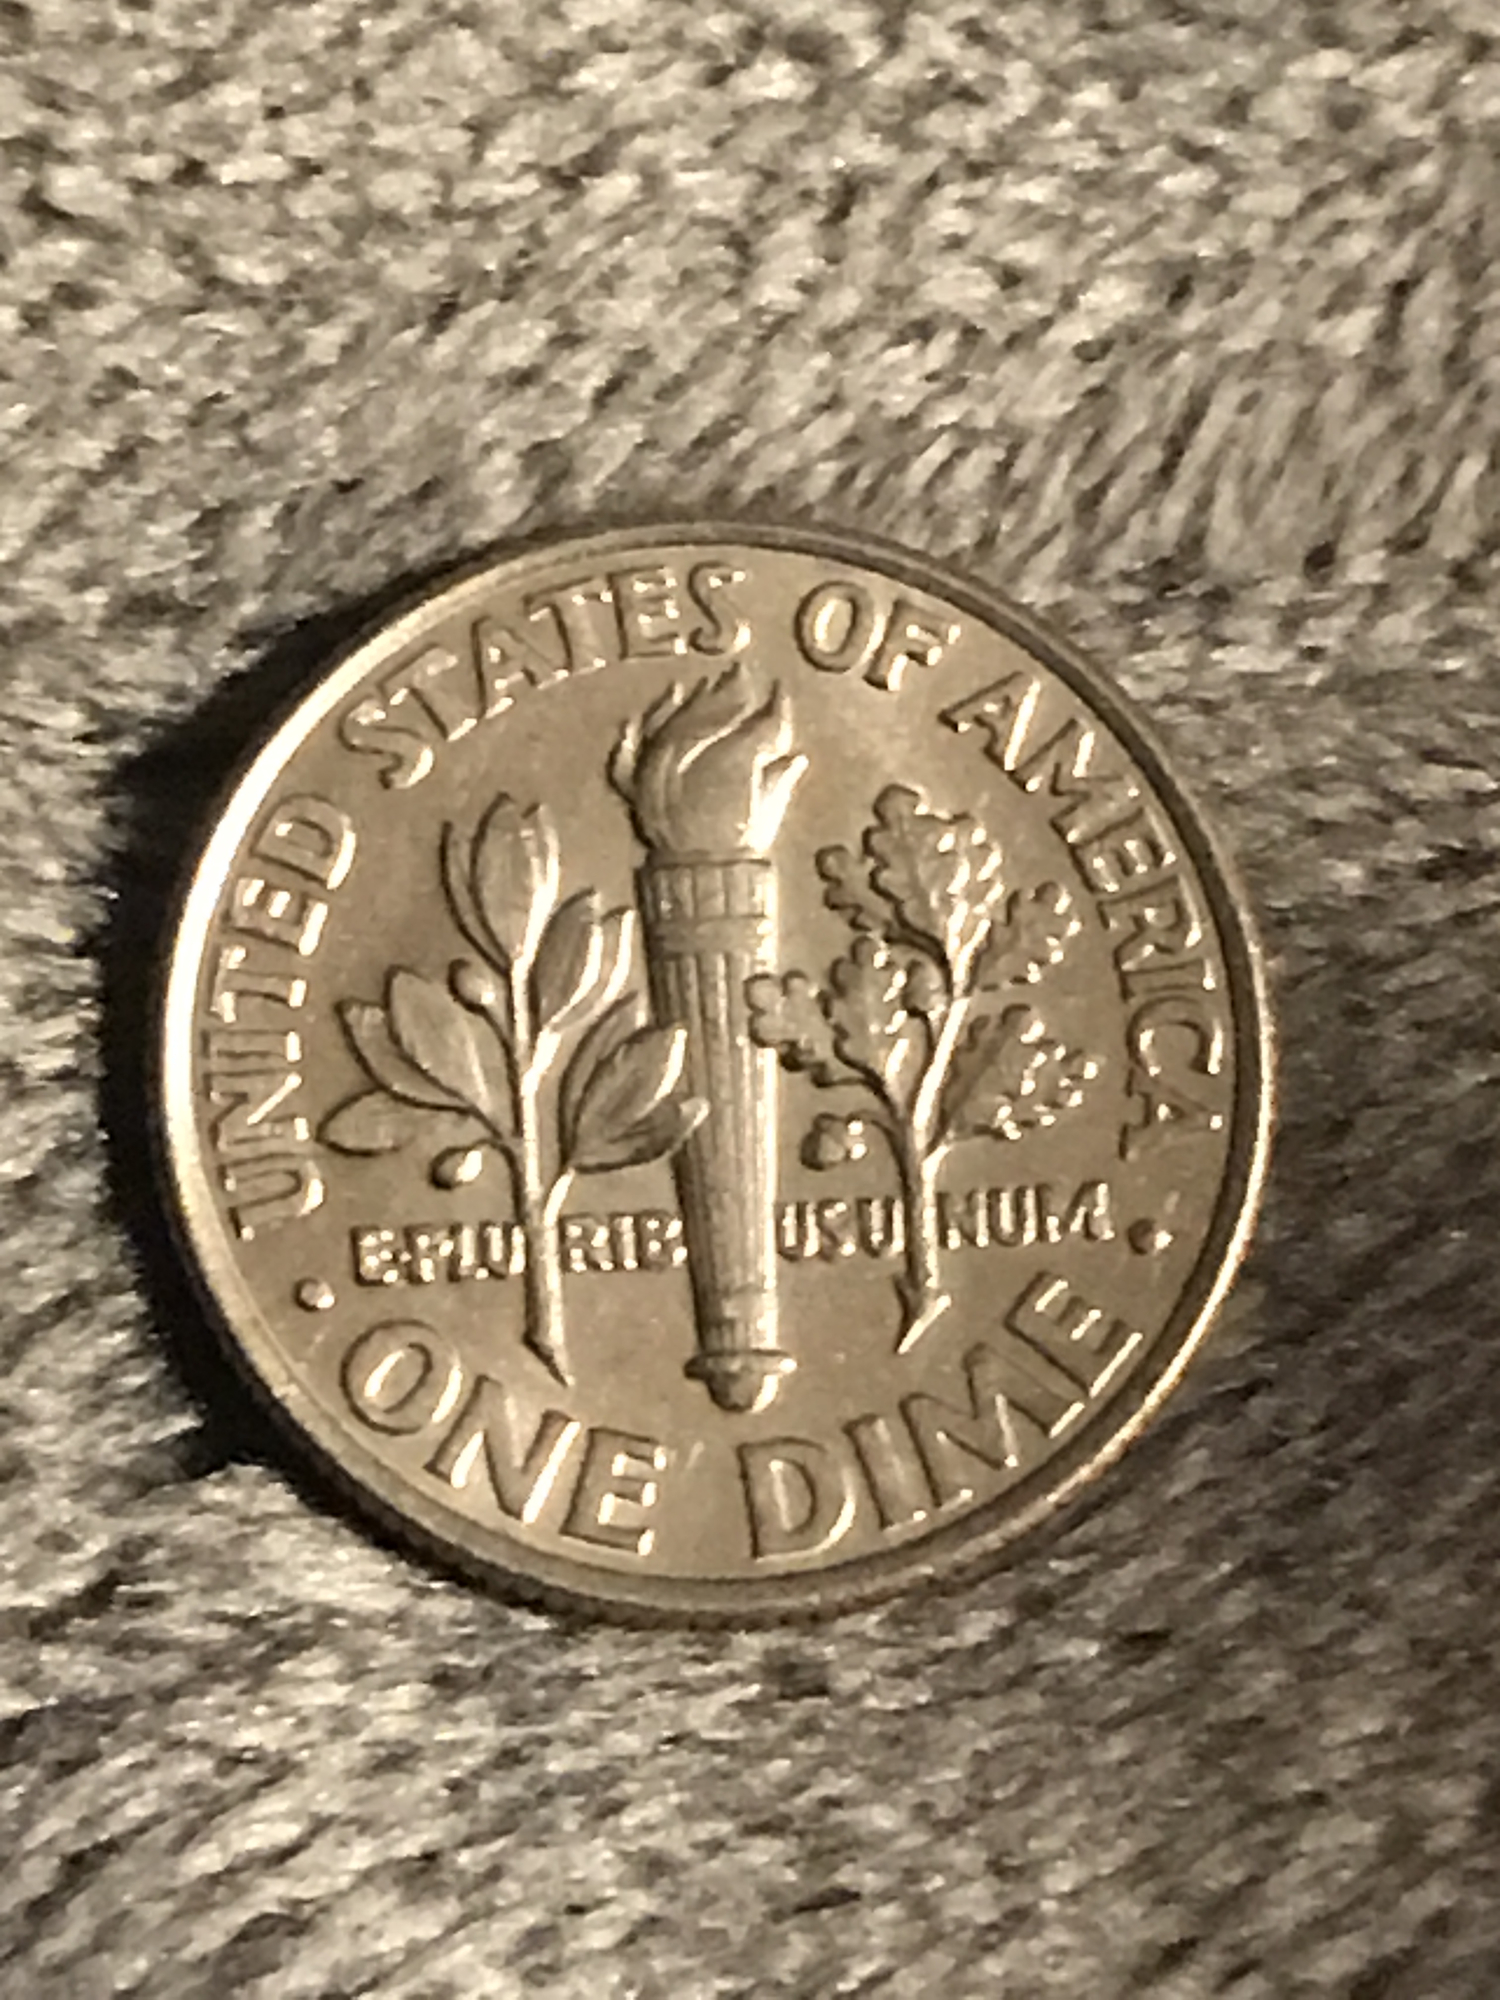 UNITED STATES OF AMERICA
E PLURIBUS UNUM
• ONE DIME •